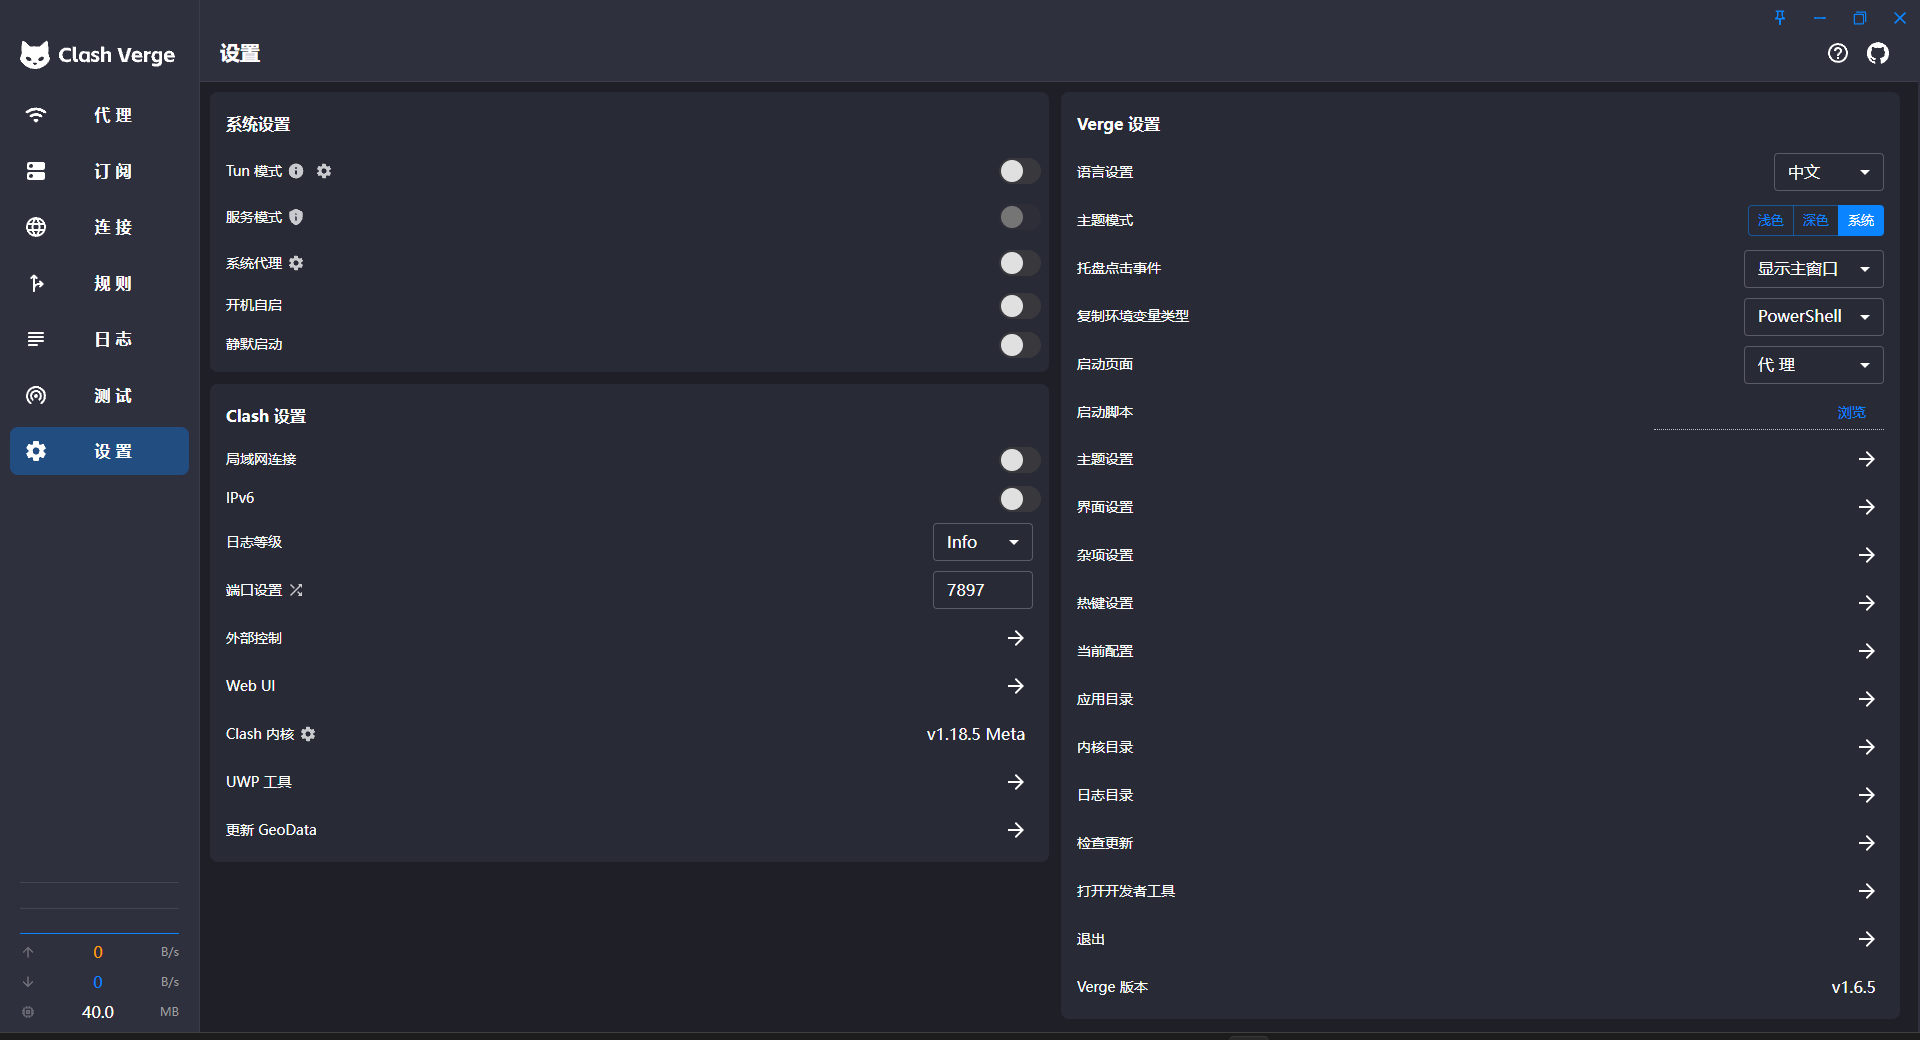 Clash Verge
代 理
订 阅
连 接
规 则
日 志
测 试
设 置
0 B/s
0 B/s
40.0 MB
设置
系统设置
Tun 模式
服务模式
系统代理
开机自启
静默启动
Clash 设置
局域网连接
IPv6
日志等级 Info
端口设置 7897
外部控制
Web UI
Clash 内核 v1.18.5 Meta
UWP 工具
更新 GeoData
Verge 设置
语言设置 中文
主题模式 浅色 深色 系统
托盘点击事件 显示主窗口
复制环境变量类型 PowerShell
启动页面 代 理
启动脚本 浏览
主题设置
界面设置
杂项设置
热键设置
当前配置
应用目录
内核目录
日志目录
检查更新
打开开发者工具
退出
Verge 版本 v1.6.5